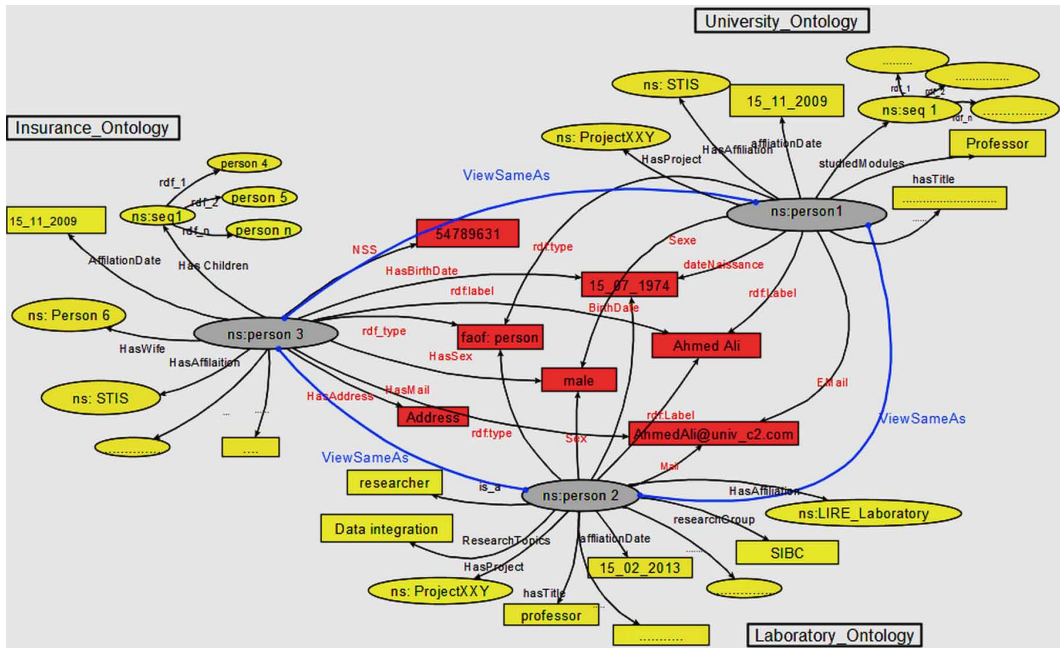 University_Ontology
ns: STIS
15_11_2009
.........
rdf_1
rdf_2
...............
ns:seq 1
rdf_n
.................
Insurance_Ontology
ns: ProjectXXY
HasProject
HasAffiliation
affliationDate
studiedModules
Professor
hasTitle
..............................
......
person 4
rdf_1
person 5
rdf_2
ns:seq1
rdf_n
person n
15_11_2009
AffilationDate
Has Children
ViewSameAs
ns:person1
54789631
NSS
rdf:type
Sexe
dateNaissance
HasBirthDate
15_07_1974
rdf:label
BirthDate
rdf:Label
ns: Person 6
ns:person 3
rdf_type
faof: person
Ahmed Ali
HasWife
HasAffilaition
HasSex
male
EMail
HasMail
HasAddress
ns: STIS
Address
rdf:type
Sex
rdf:Label
AhmedAli@univ_c2.com
ViewSameAs
...
......
..............
....
ViewSameAs
Mail
researcher
is_a
ns:person 2
HasAffiliation
ns:LIRE_Laboratory
Data integration
ResearchTopics
affliationDate
researchGroup
SIBC
HasProject
15_02_2013
.......
ns: ProjectXXY
hasTitle
professor
.....
...............
...........
Laboratory_Ontology